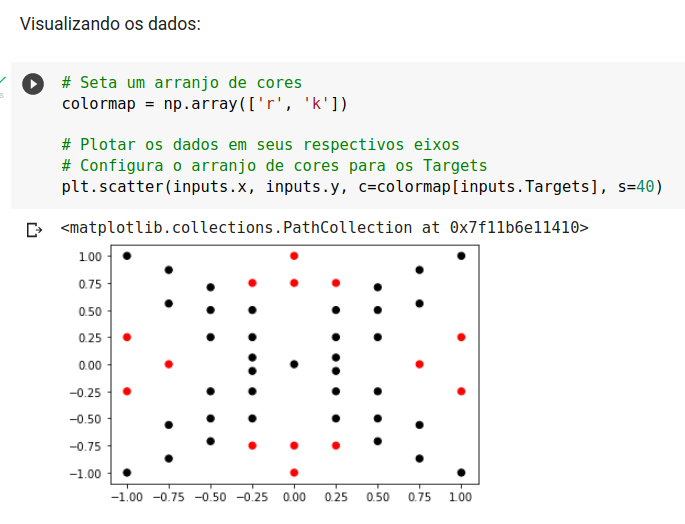 Visualizando os dados:
# Seta um arranjo de cores
colormap = np.array(['r', 'k'])
# Plotar os dados em seus respectivos eixos
# Configura o arranjo de cores para os Targets
plt.scatter(inputs.x, inputs.y, c=colormap[inputs.Targets], s=40)
<matplotlib.collections.PathCollection at 0x7f11b6e11410>
1.00
0.75
0.50
0.25
0.00
−0.25
−0.50
−0.75
−1.00
−1.00 −0.75 −0.50 −0.25 0.00 0.25 0.50 0.75 1.00